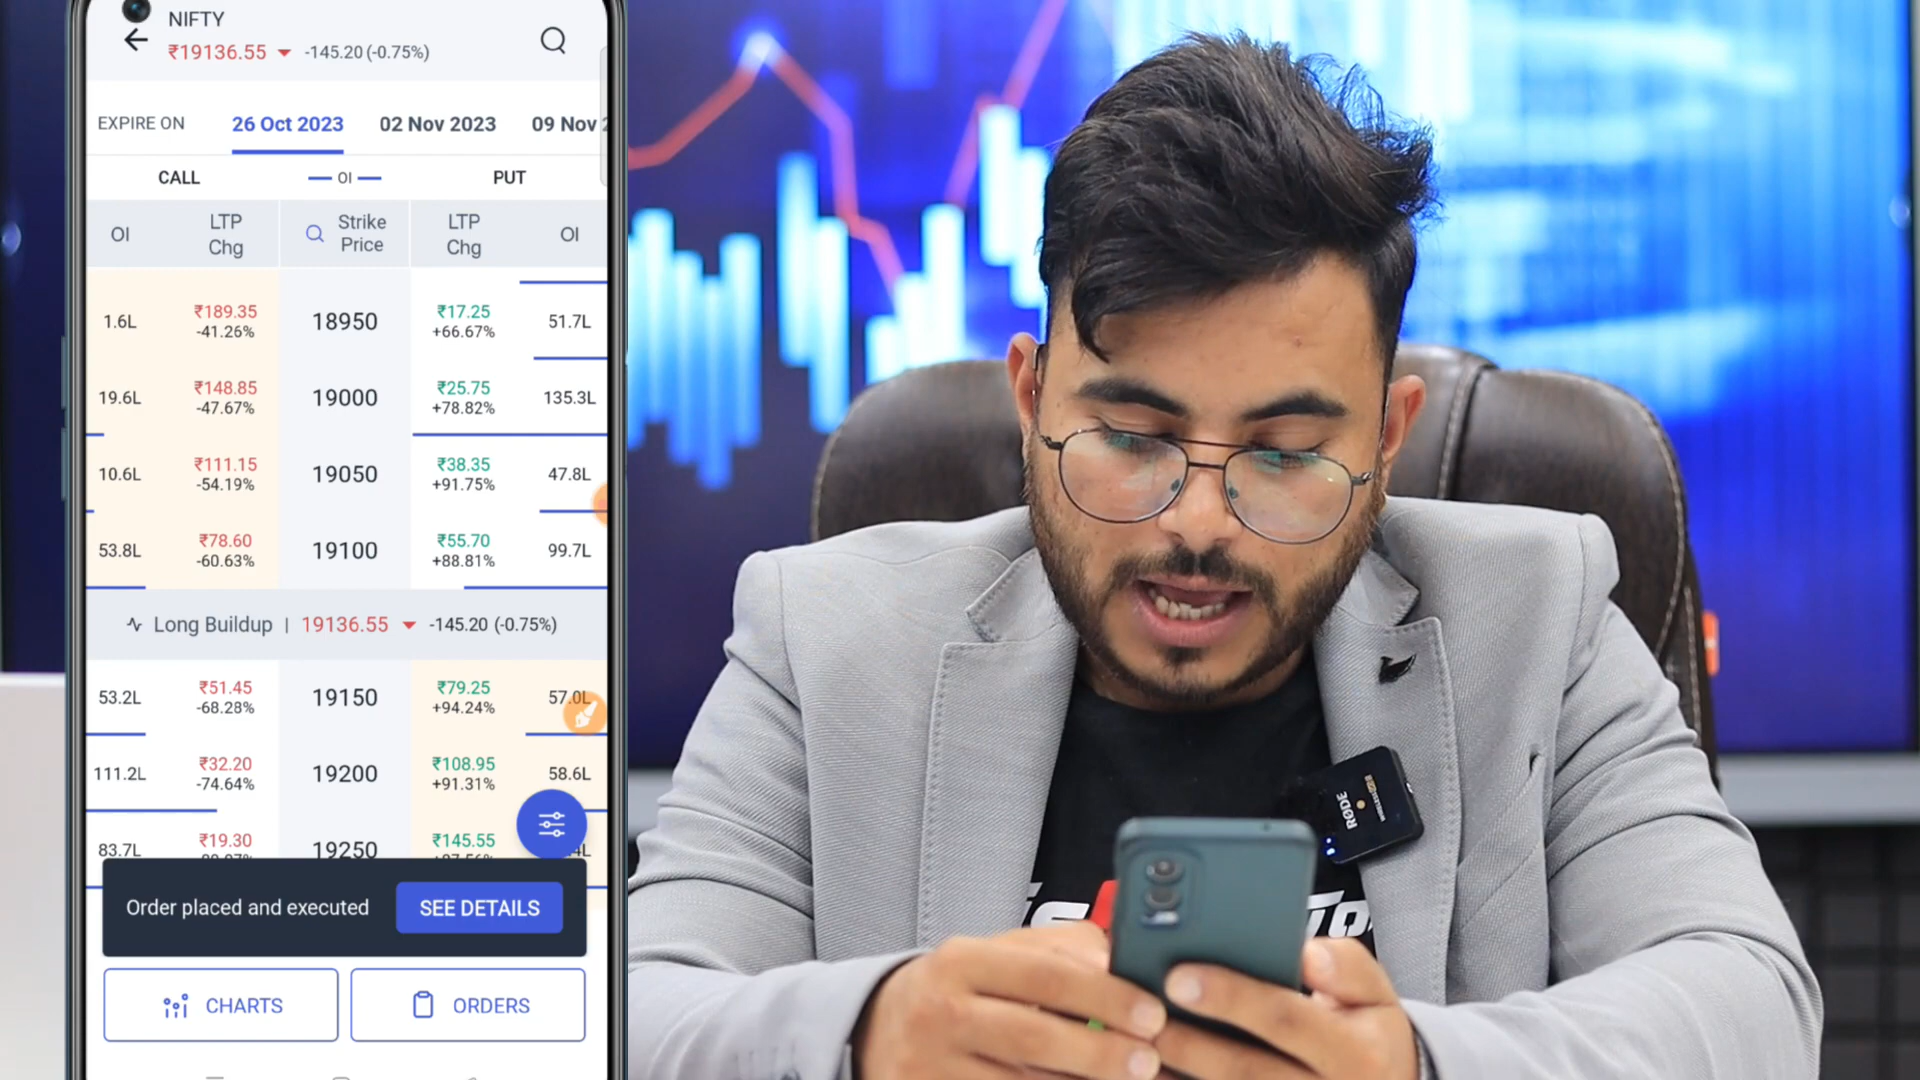 NIFTY
₹19136.55 -145.20 (-0.75%)
EXPIRE ON 26 Oct 2023 02 Nov 2023 09 Nov
CALL OI PUT
OI LTP Chg Strike Price LTP Chg OI
1.6L ₹189.35 18950 ₹17.25 51.7L
-41.26% +66.67%
19.6L ₹148.85 19000 ₹25.75 135.3L
-47.67% +78.82%
10.6L ₹111.15 19050 ₹38.35 47.8L
-54.19% +91.75%
53.8L ₹78.60 19100 ₹55.70 99.7L
-60.63% +88.81%
Long Buildup | 19136.55 -145.20 (-0.75%)
53.2L ₹51.45 19150 ₹79.25 57.0L
-68.28% +94.24%
111.2L ₹32.20 19200 ₹108.95 58.6L
-74.64% +91.31%
83.7L ₹19.30 19250 ₹145.55
Order placed and executed SEE DETAILS
CHARTS ORDERS
RØDE